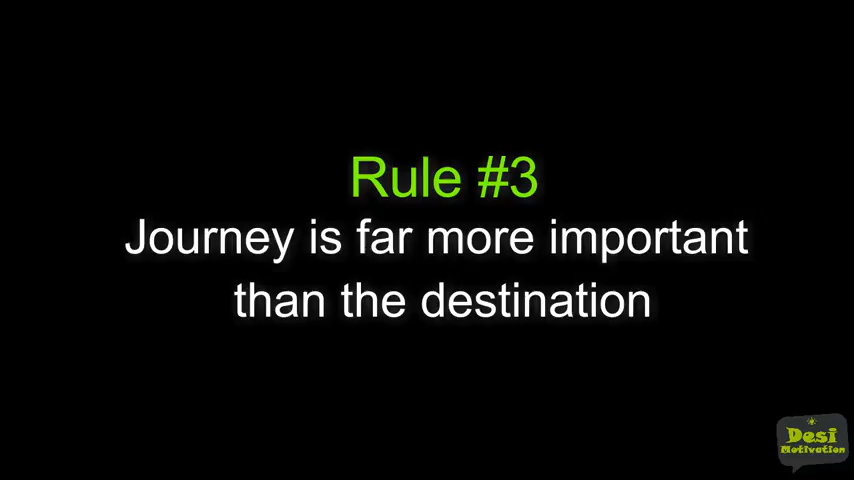 Rule #3
Journey is far more important
than the destination
Desi
Motivation